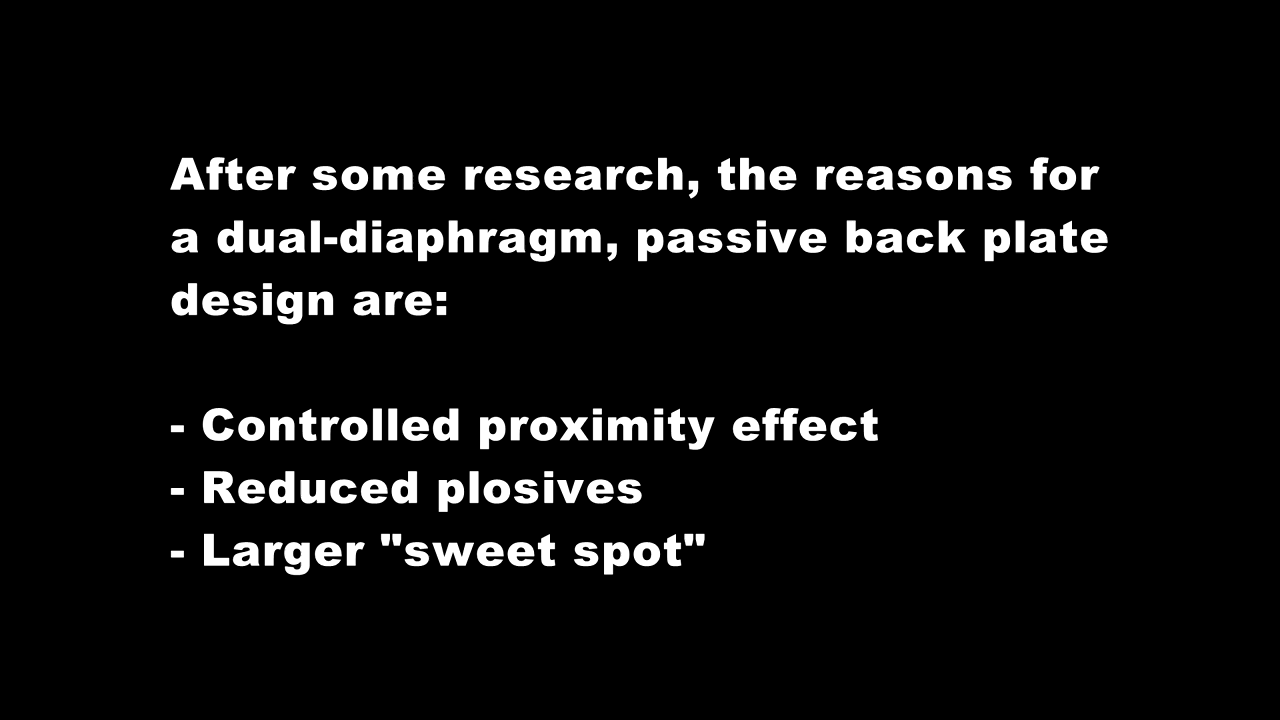 After some research, the reasons for
a dual-diaphragm, passive back plate
design are:
- Controlled proximity effect
- Reduced plosives
- Larger "sweet spot"